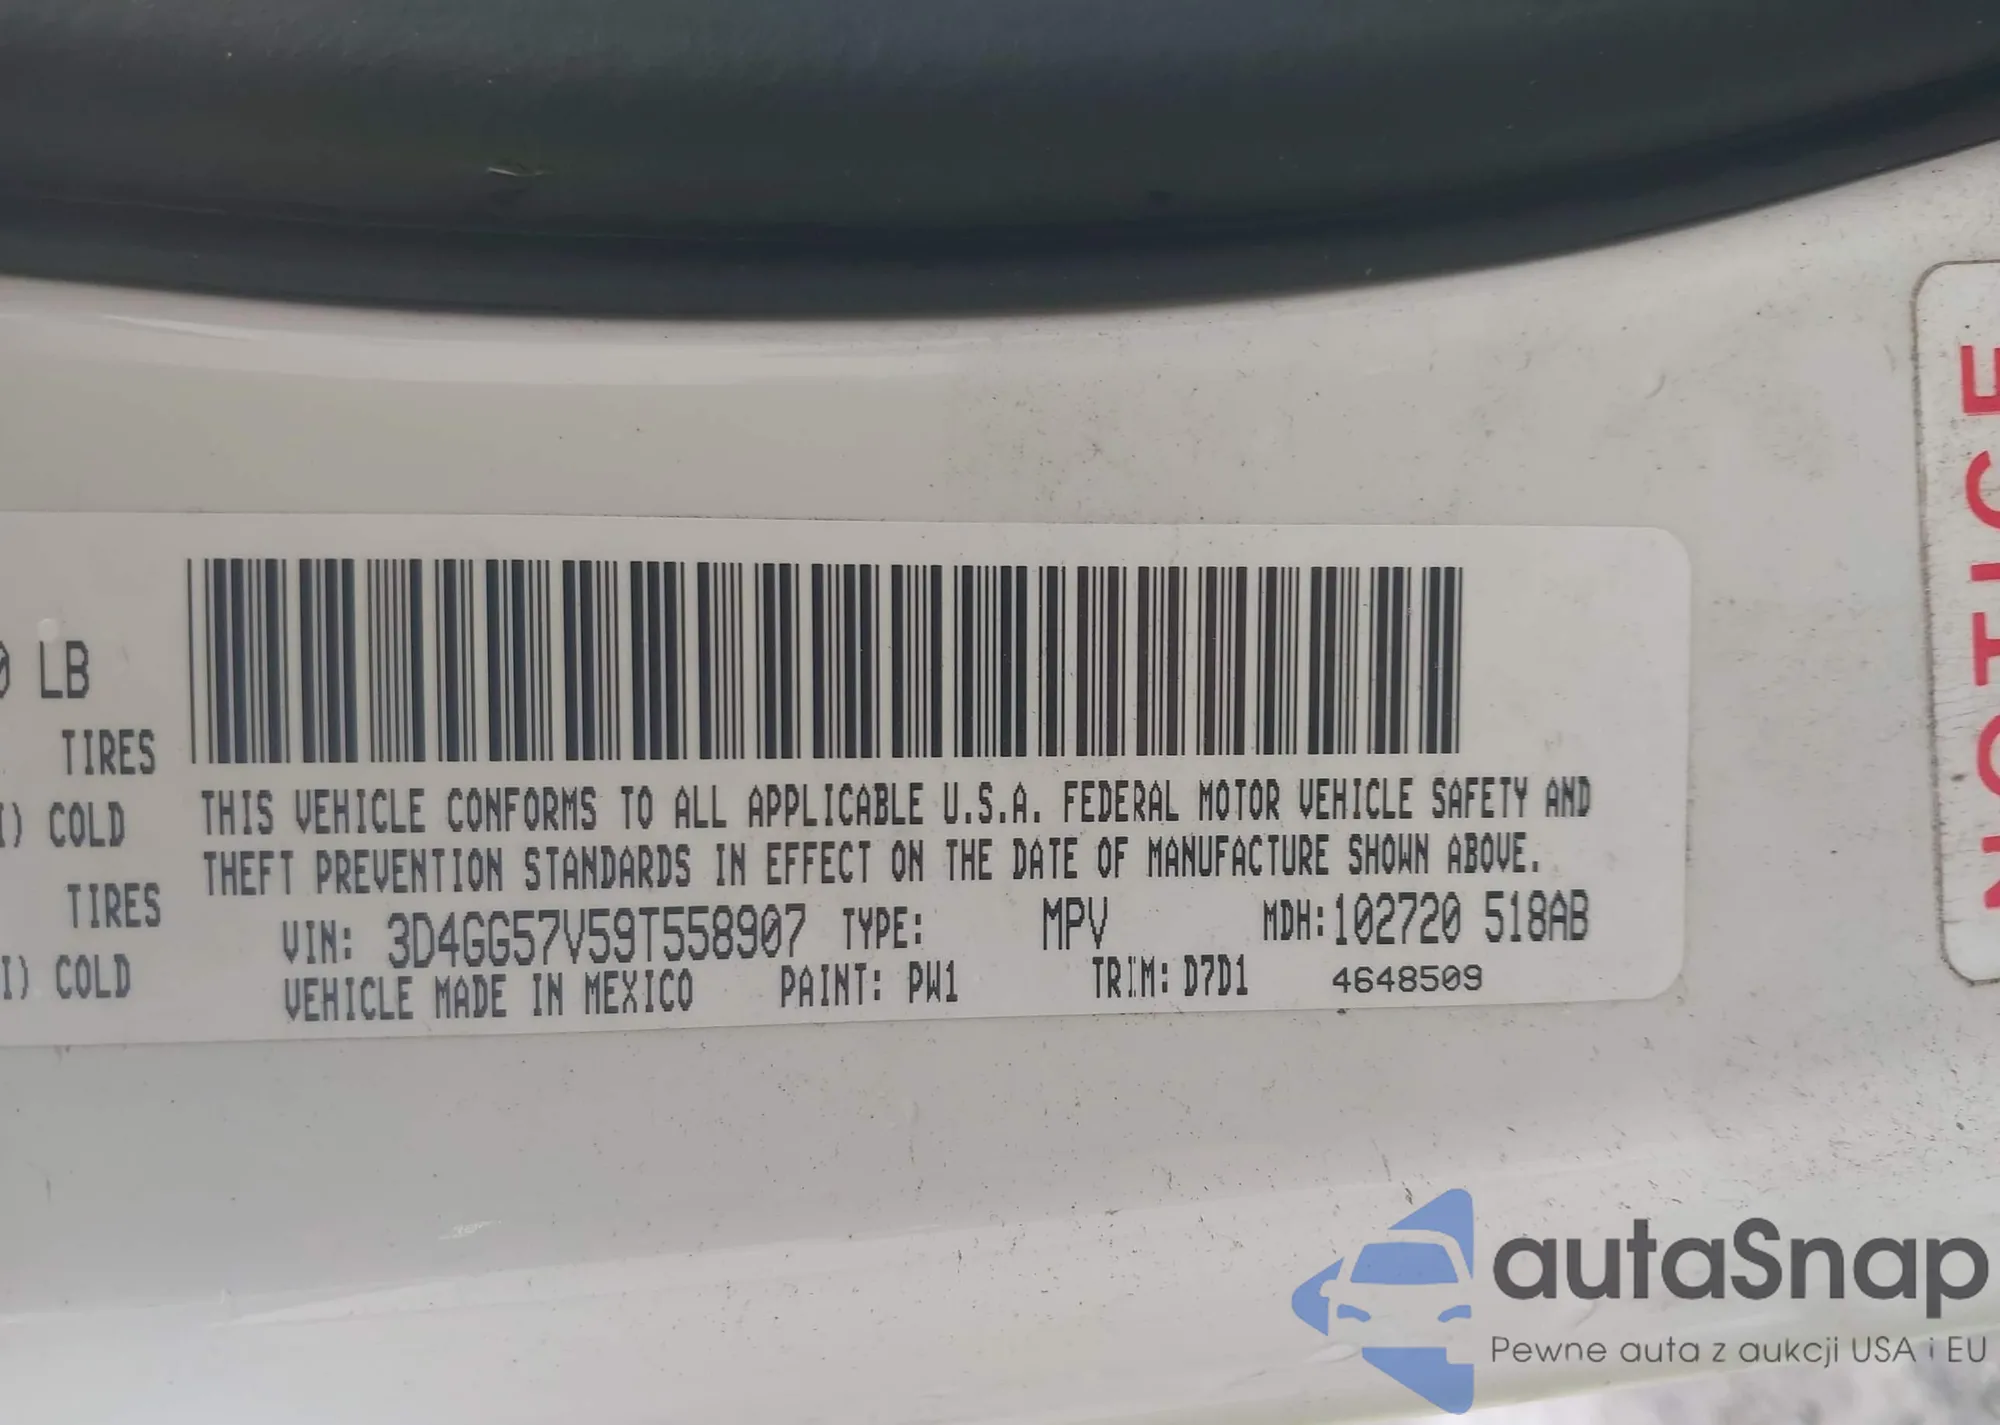 0 LB
TIRES
I) COLD
TIRES
I) COLD
THIS VEHICLE CONFORMS TO ALL APPLICABLE U.S.A. FEDERAL MOTOR VEHICLE SAFETY AND
THEFT PREVENTION STANDARDS IN EFFECT ON THE DATE OF MANUFACTURE SHOWN ABOVE.
VIN: 3D4GG57V59T558907 TYPE: MPV MDH: 102720 518AB
VEHICLE MADE IN MEXICO PAINT: PW1 TRIM: D7D1 4648509
NOTICE
autaSnap
Pewne auta z aukcji USA i EU